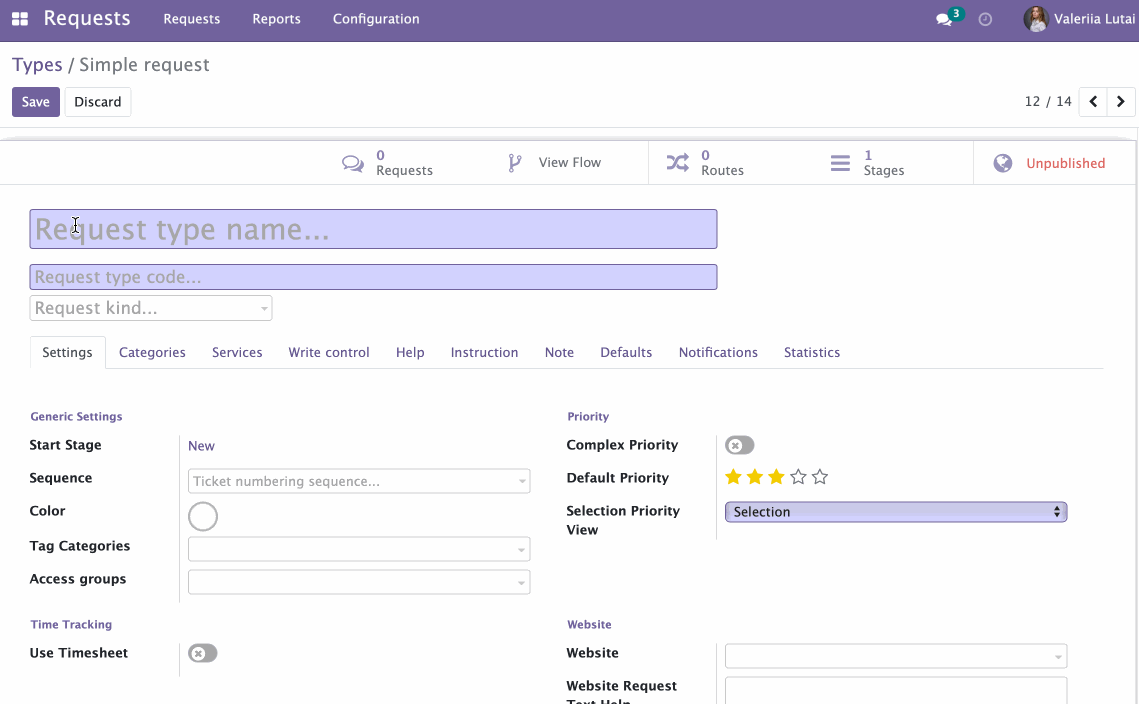 Requests Requests Reports Configuration 3 Valeriia Lutai
Types / Simple request
Save Discard 12 / 14
0 Requests View Flow 0 Routes 1 Stages Unpublished
Request type name...
Request type code...
Request kind...
Settings Categories Services Write control Help Instruction Note Defaults Notifications Statistics
Generic Settings Priority
Start Stage New Complex Priority
Sequence Ticket numbering sequence... Default Priority
Color Selection Priority View Selection
Tag Categories
Access groups
Time Tracking Website
Use Timesheet Website
Website Request
Text Help